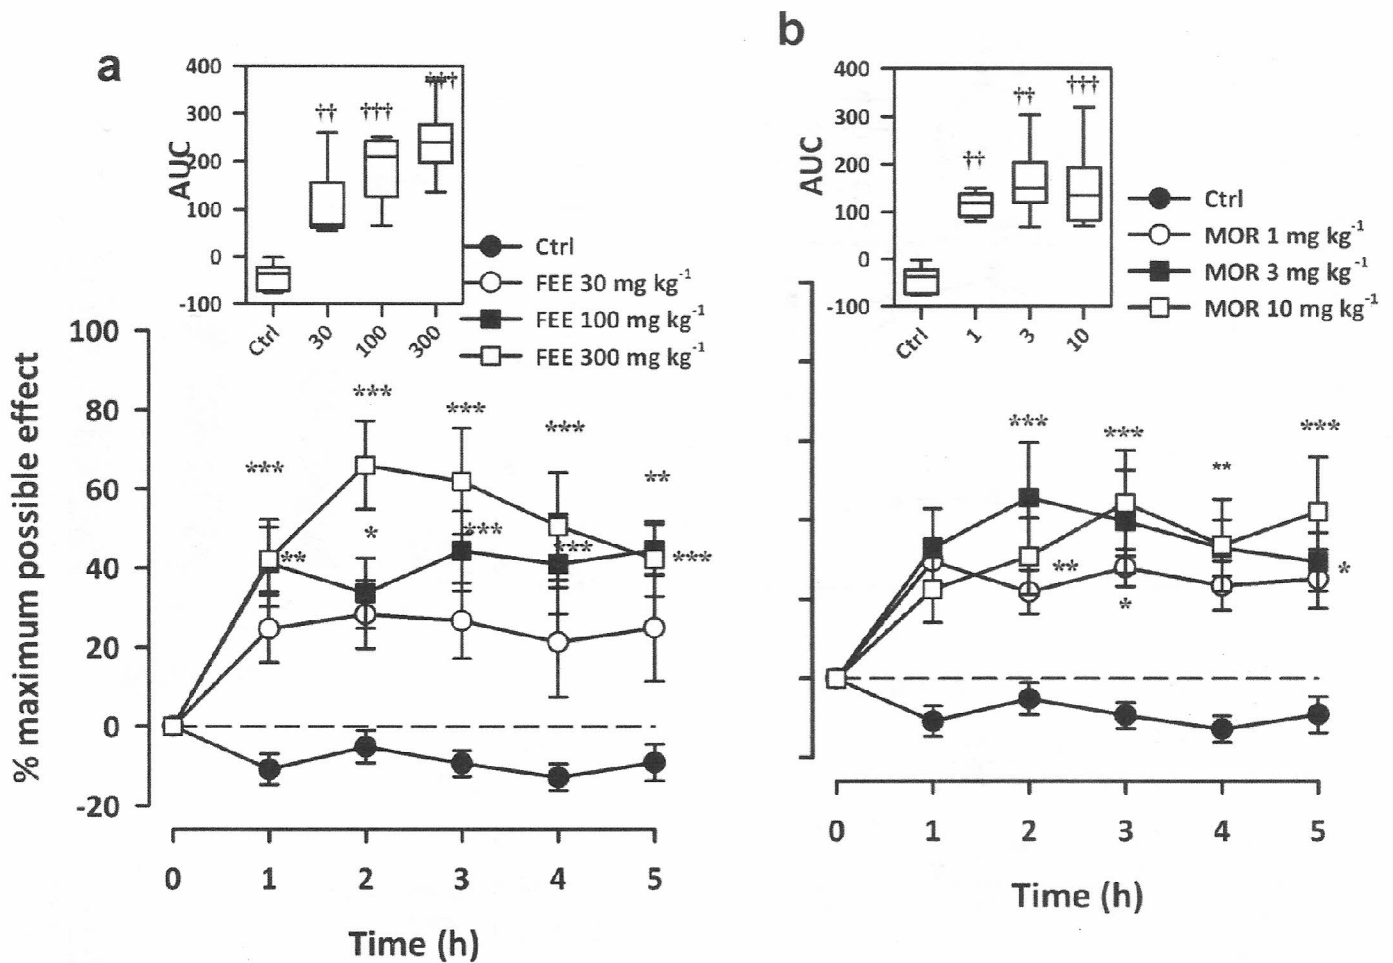 a
AUC
400
300
200
100
0
-100
††
†††
†††
Ctrl
30
100
300
Ctrl
FEE 30 mg kg-1
FEE 100 mg kg-1
FEE 300 mg kg-1
% maximum possible effect
100
80
60
40
20
0
-20
***
***
***
***
**
**
*
***
***
***
0 1 2 3 4 5
Time (h)
b
AUC
400
300
200
100
0
-100
††
††
†††
Ctrl
1
3
10
Ctrl
MOR 1 mg kg-1
MOR 3 mg kg-1
MOR 10 mg kg-1
***
***
**
***
**
*
*
0 1 2 3 4 5
Time (h)